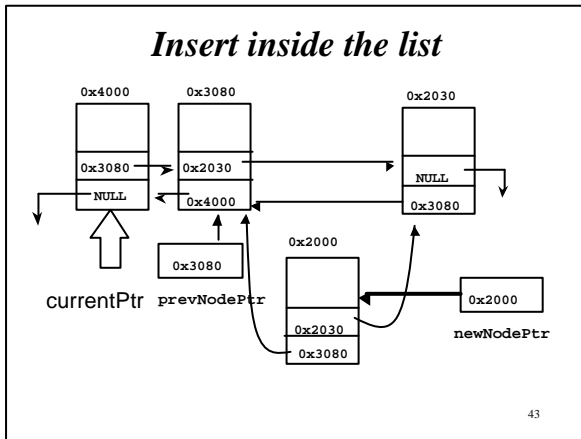 Insert inside the list
0x4000
0x3080
0x2030
0x3080
0x2030
NULL
NULL
0x4000
0x3080
0x2000
0x3080
0x2000
currentPtr
prevNodePtr
0x2030
newNodePtr
0x3080
43